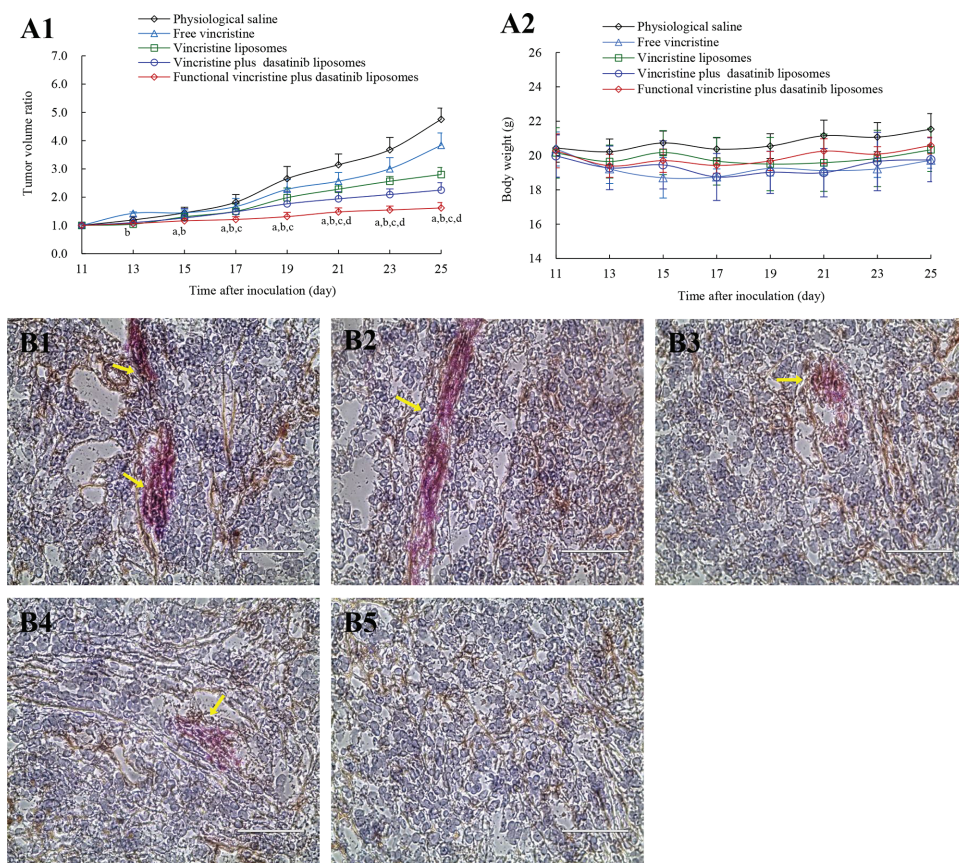 A1
Physiological saline
Free vincristine
Vincristine liposomes
Vincristine plus dasatinib liposomes
Functional vincristine plus dasatinib liposomes
Tumor volume ratio
7.0
6.0
5.0
4.0
3.0
2.0
1.0
0.0
b
a,b
a,b,c
a,b,c
a,b,c,d
a,b,c,d
a,b,c,d
11 13 15 17 19 21 23 25
Time after inoculation (day)
A2
Physiological saline
Free vincristine
Vincristine liposomes
Vincristine plus dasatinib liposomes
Functional vincristine plus dasatinib liposomes
Body weight (g)
26
24
22
20
18
16
14
11 13 15 17 19 21 23 25
Time after inoculation (day)
B1
B2
B3
B4
B5